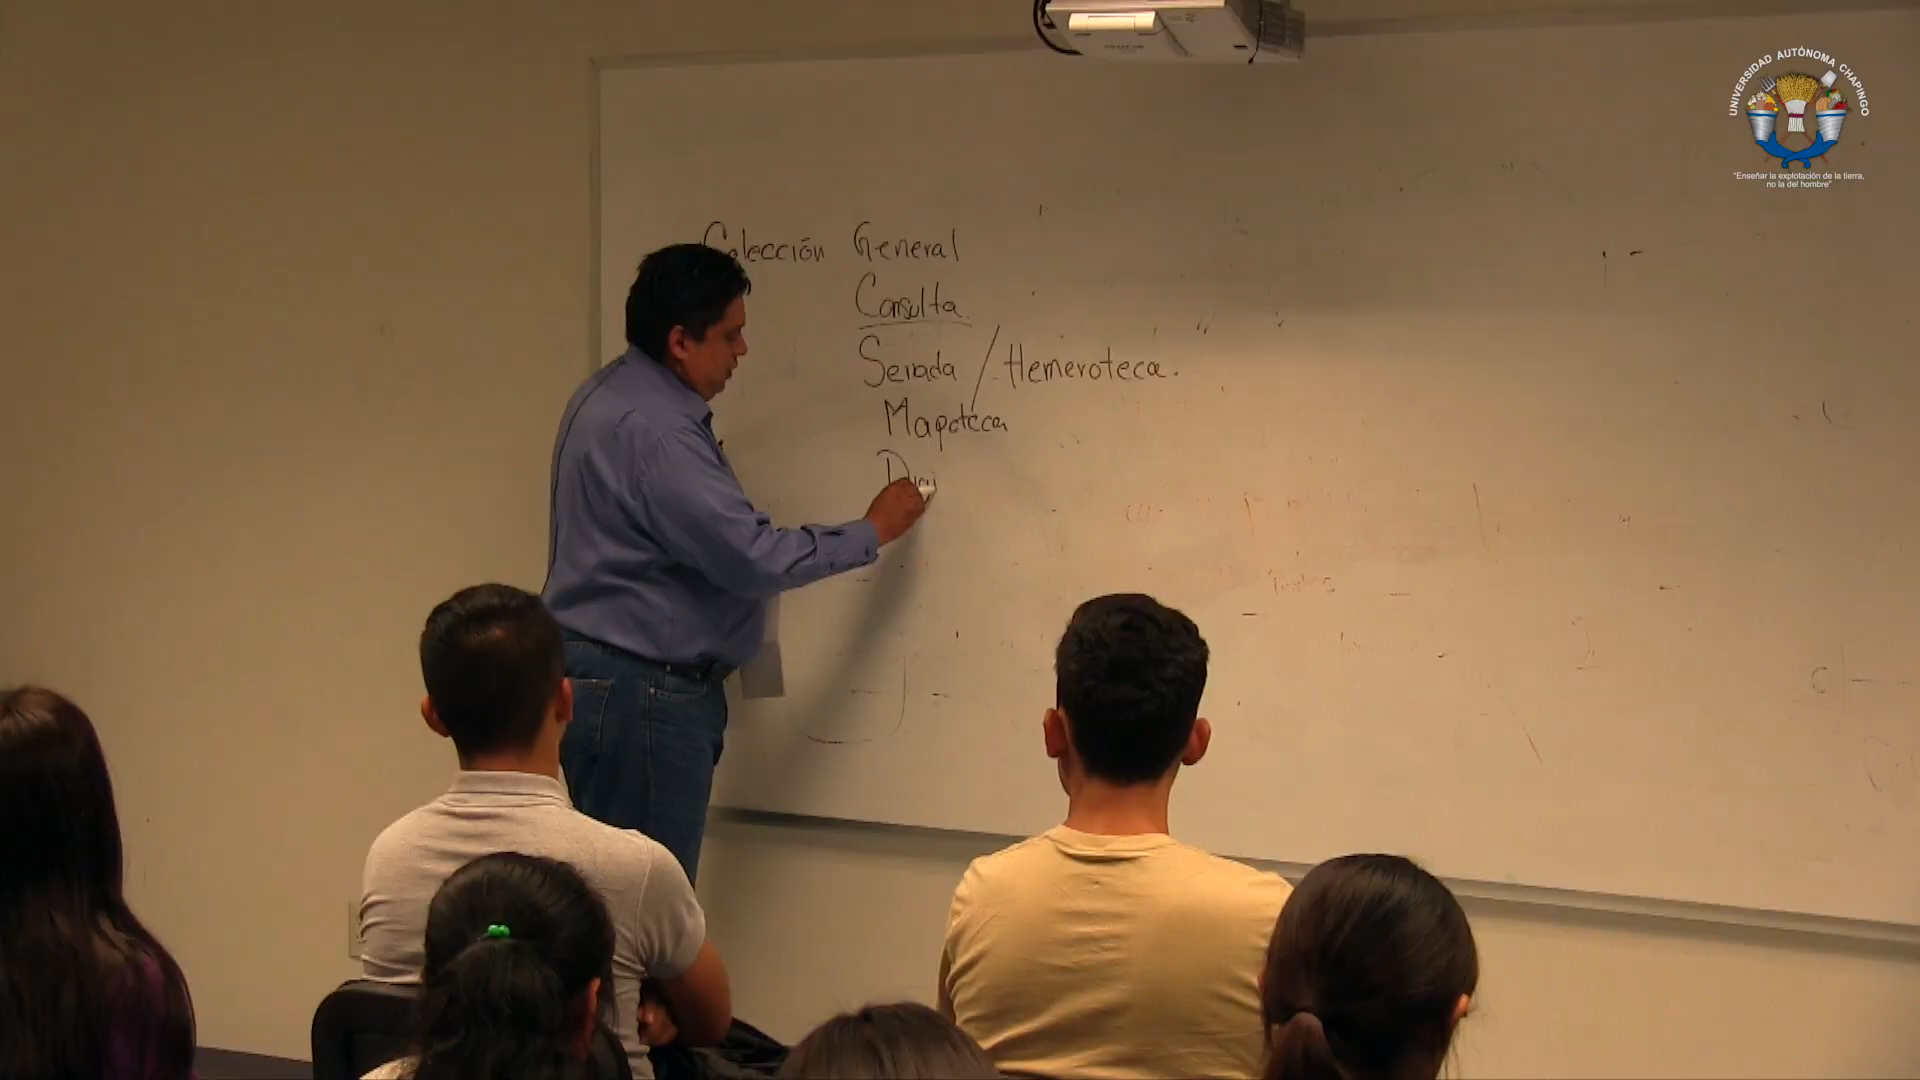 UNIVERSIDAD AUTÓNOMA CHAPINGO
"Enseñar la explotación de la tierra,
no la del hombre"
Colección General
Consulta.
Seriada / Hemeroteca.
Mapoteca